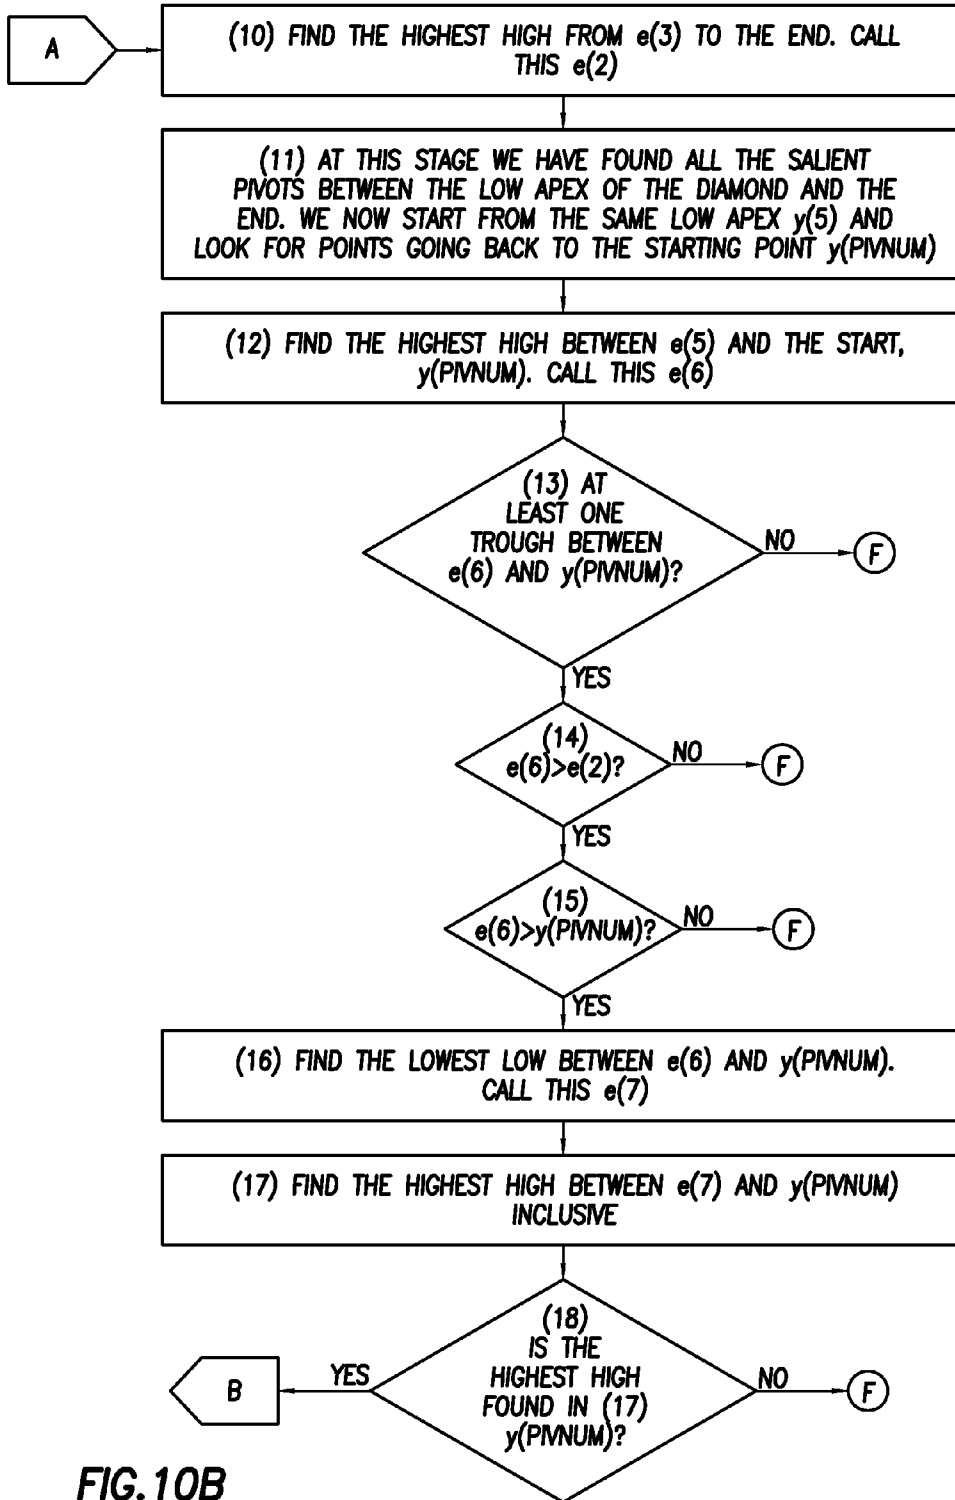 A
(10) FIND THE HIGHEST HIGH FROM e(3) TO THE END. CALL
THIS e(2)
(11) AT THIS STAGE WE HAVE FOUND ALL THE SALIENT
PIVOTS BETWEEN THE LOW APEX OF THE DIAMOND AND THE
END. WE NOW START FROM THE SAME LOW APEX y(5) AND
LOOK FOR POINTS GOING BACK TO THE STARTING POINT y(PIVNUM)
(12) FIND THE HIGHEST HIGH BETWEEN e(5) AND THE START,
y(PIVNUM). CALL THIS e(6)
(13) AT
LEAST ONE
TROUGH BETWEEN
e(6) AND y(PIVNUM)?
NO
F
YES
(14)
e(6)>e(2)?
NO
F
YES
(15)
e(6)>y(PIVNUM)?
NO
F
YES
(16) FIND THE LOWEST LOW BETWEEN e(6) AND y(PIVNUM).
CALL THIS e(7)
(17) FIND THE HIGHEST HIGH BETWEEN e(7) AND y(PIVNUM)
INCLUSIVE
(18)
IS THE
HIGHEST HIGH
FOUND IN (17)
y(PIVNUM)?
YES
B
NO
F
FIG.10B